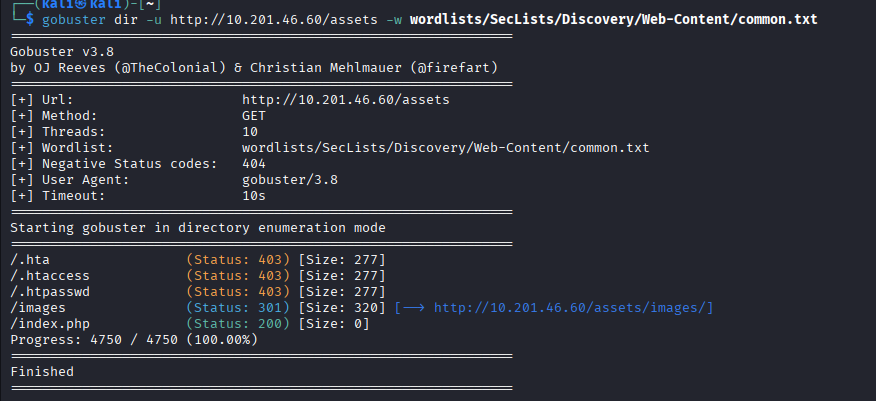 ┌──(kali㉿kali)-[~]
└─$ gobuster dir -u http://10.201.46.60/assets -w wordlists/SecLists/Discovery/Web-Content/common.txt
===============================================================
Gobuster v3.8
by OJ Reeves (@TheColonial) & Christian Mehlmauer (@firefart)
===============================================================
[+] Url:                     http://10.201.46.60/assets
[+] Method:                  GET
[+] Threads:                 10
[+] Wordlist:                wordlists/SecLists/Discovery/Web-Content/common.txt
[+] Negative Status codes:   404
[+] User Agent:              gobuster/3.8
[+] Timeout:                 10s
===============================================================
Starting gobuster in directory enumeration mode
===============================================================
/.hta                 (Status: 403) [Size: 277]
/.htaccess            (Status: 403) [Size: 277]
/.htpasswd            (Status: 403) [Size: 277]
/images               (Status: 301) [Size: 320] [--> http://10.201.46.60/assets/images/]
/index.php            (Status: 200) [Size: 0]
Progress: 4750 / 4750 (100.00%)
===============================================================
Finished
===============================================================